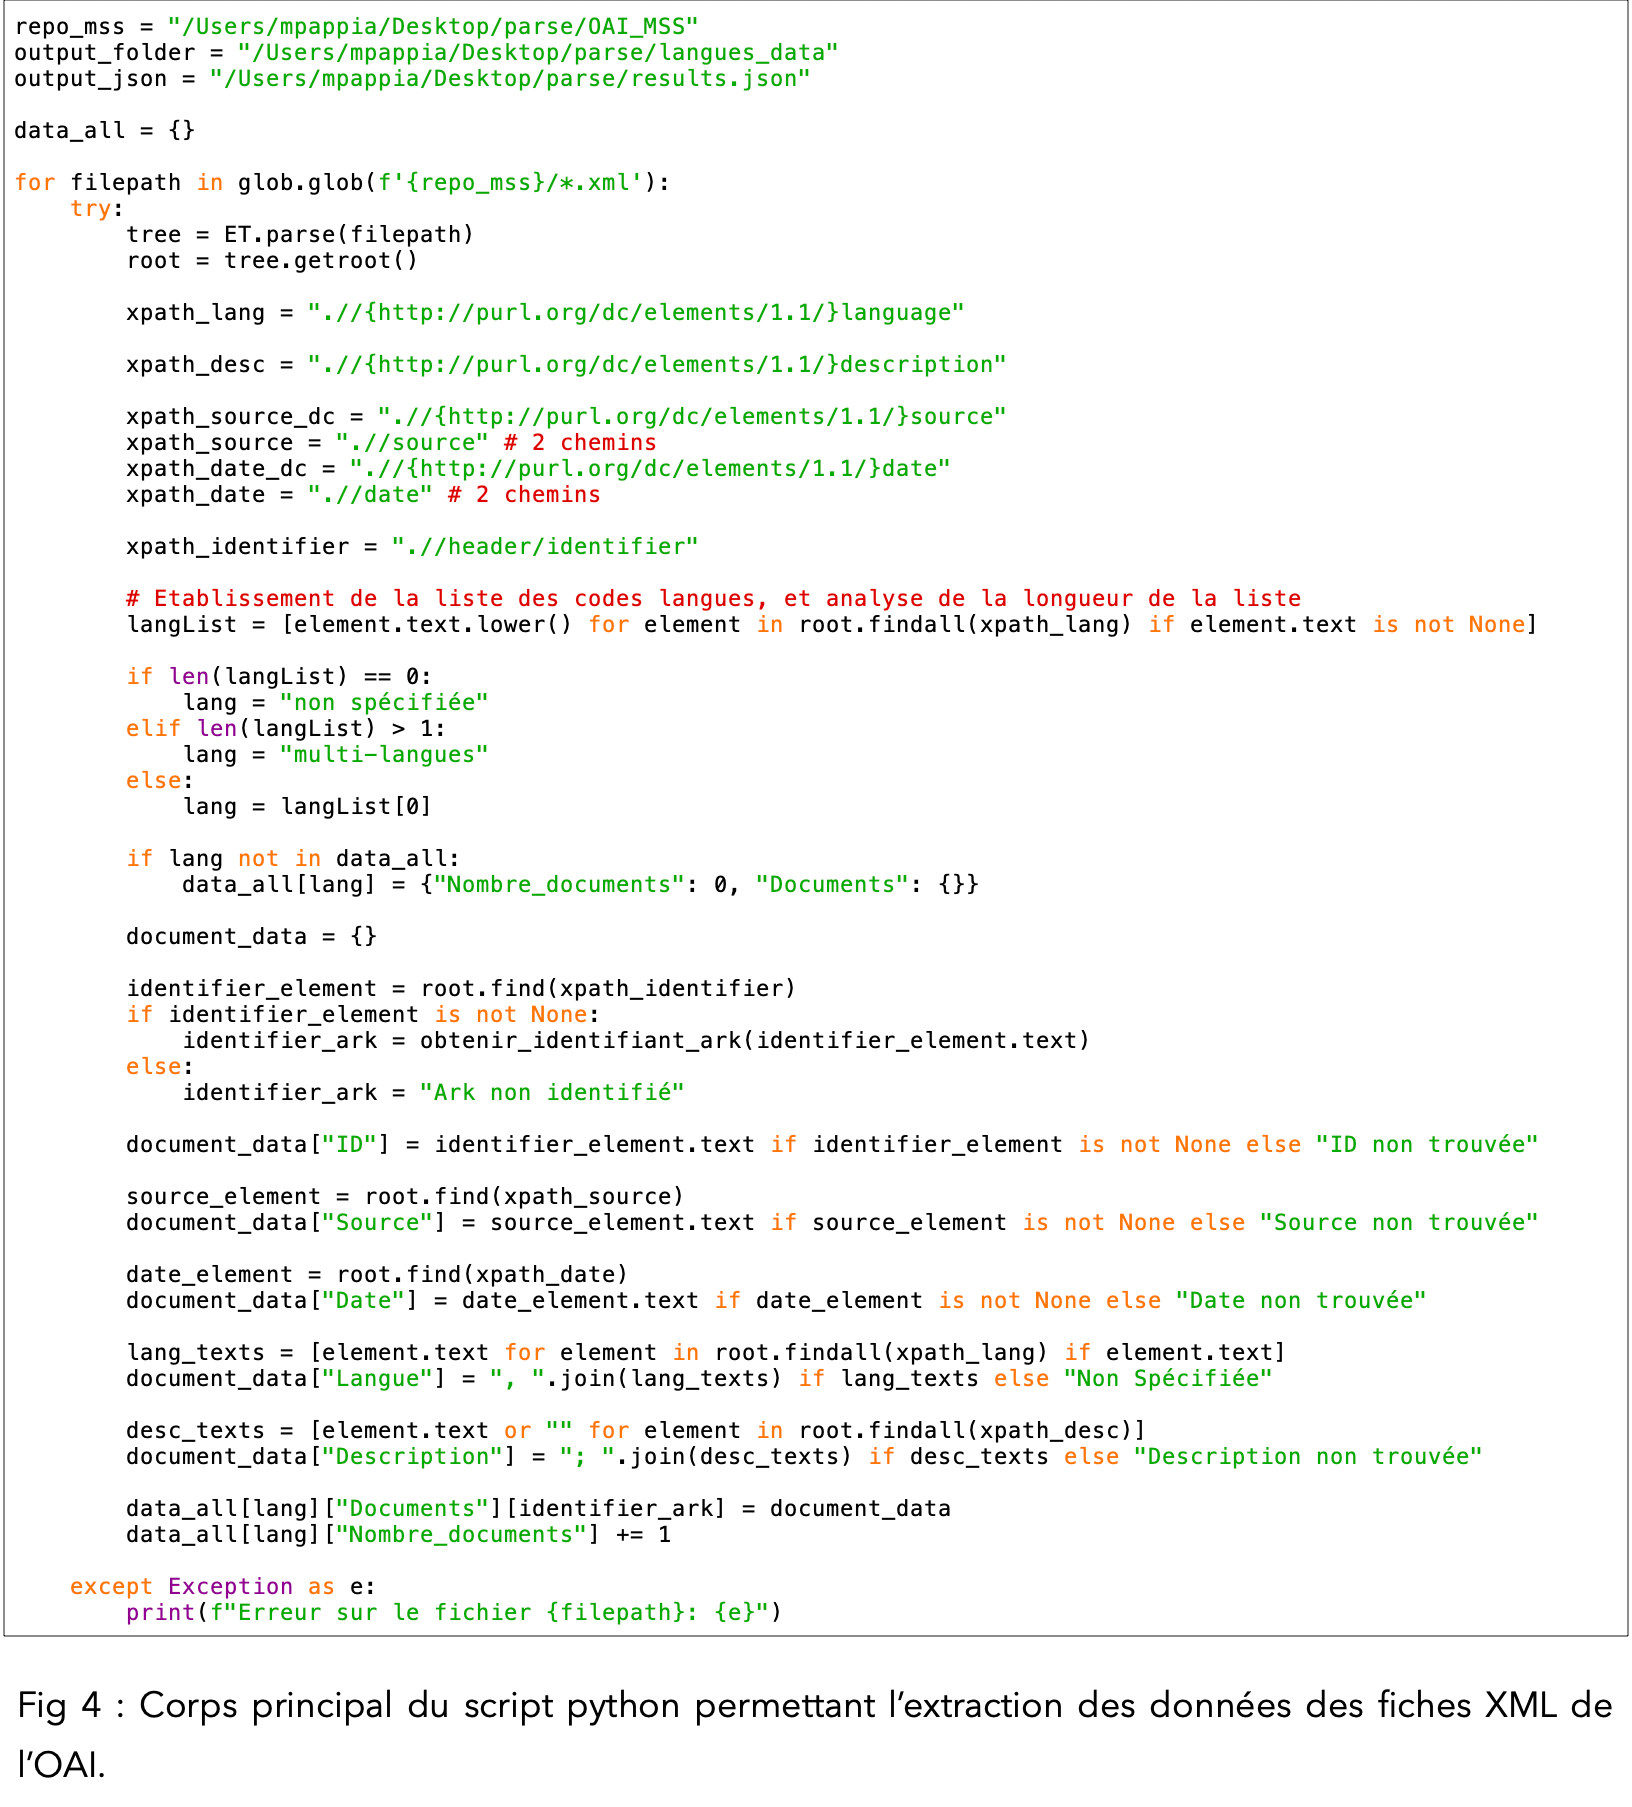 repo_mss = "/Users/mpappia/Desktop/parse/OAI_MSS"
output_folder = "/Users/mpappia/Desktop/parse/langues_data"
output_json = "/Users/mpappia/Desktop/parse/results.json"

data_all = {}

for filepath in glob.glob(f'{repo_mss}/*.xml'):
    try:
        tree = ET.parse(filepath)
        root = tree.getroot()

        xpath_lang = ".//{http://purl.org/dc/elements/1.1/}language"

        xpath_desc = ".//{http://purl.org/dc/elements/1.1/}description"

        xpath_source_dc = ".//{http://purl.org/dc/elements/1.1/}source"
        xpath_source = ".//source" # 2 chemins
        xpath_date_dc = ".//{http://purl.org/dc/elements/1.1/}date"
        xpath_date = ".//date" # 2 chemins

        xpath_identifier = ".//header/identifier"

        # Etablissement de la liste des codes langues, et analyse de la longueur de la liste
        langList = [element.text.lower() for element in root.findall(xpath_lang) if element.text is not None]

        if len(langList) == 0:
            lang = "non spécifiée"
        elif len(langList) > 1:
            lang = "multi-langues"
        else:
            lang = langList[0]

        if lang not in data_all:
            data_all[lang] = {"Nombre_documents": 0, "Documents": {}}

        document_data = {}

        identifier_element = root.find(xpath_identifier)
        if identifier_element is not None:
            identifier_ark = obtenir_identifiant_ark(identifier_element.text)
        else:
            identifier_ark = "Ark non identifié"

        document_data["ID"] = identifier_element.text if identifier_element is not None else "ID non trouvée"

        source_element = root.find(xpath_source)
        document_data["Source"] = source_element.text if source_element is not None else "Source non trouvée"

        date_element = root.find(xpath_date)
        document_data["Date"] = date_element.text if date_element is not None else "Date non trouvée"

        lang_texts = [element.text for element in root.findall(xpath_lang) if element.text]
        document_data["Langue"] = ", ".join(lang_texts) if lang_texts else "Non Spécifiée"

        desc_texts = [element.text or "" for element in root.findall(xpath_desc)]
        document_data["Description"] = "; ".join(desc_texts) if desc_texts else "Description non trouvée"

        data_all[lang]["Documents"][identifier_ark] = document_data
        data_all[lang]["Nombre_documents"] += 1

    except Exception as e:
        print(f"Erreur sur le fichier {filepath}: {e}")

Fig 4 : Corps principal du script python permettant l’extraction des données des fiches XML de
l’OAI.